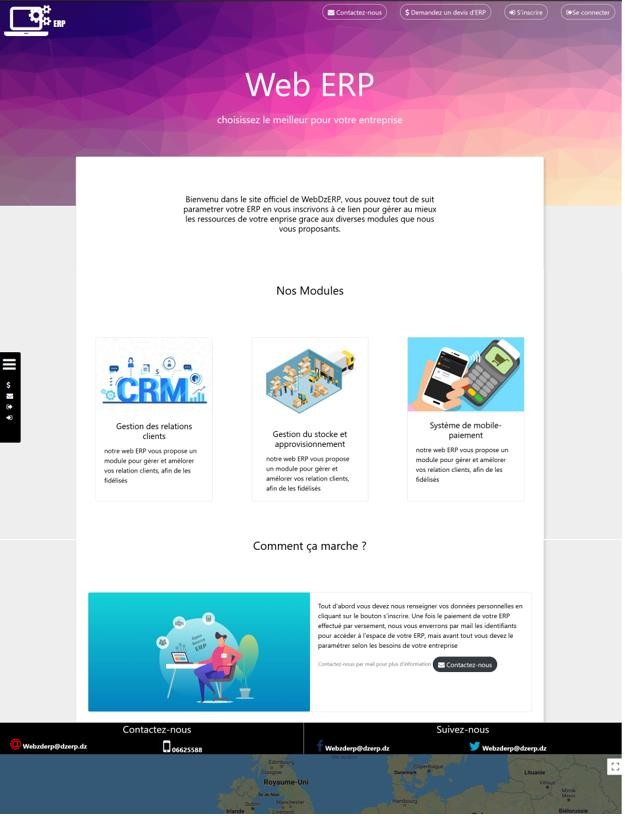 ERP
Contactez-nous
$ Demandez un devis d'ERP
S'inscrire
Se connecter
Web ERP
choisissez le meilleur pour votre entreprise
Bienvenu dans le site officiel de WebDzERP, vous pouvez tout de suit
parametrer votre ERP en vous inscrivons à ce lien pour gérer au mieux
les ressources de votre enprise grace aux diverses modules que nous
vous proposants.
Nos Modules
CRM
Gestion des relations
clients
notre web ERP vous propose un
module pour gérer et amélorer
vos relation clients, afin de les
fidélisés
Gestion du stocke et
approvisionnement
notre web ERP vous propose
un module pour gérer et
amélorer vos relation clients,
afin de les fidélisés
Système de mobile-
paiement
notre web ERP vous propose un
module pour gérer et amélorer
vos relation clients, afin de les
fidélisés
$
Comment ça marche ?
ERP
Tout d'abord vous devez nous renseigner vos données personnelles en
cliquant sur le bouton s'inscrire. Une fois le paiement de votre ERP
effectué par versement, nous vous enverrons par mail les identifiants
pour accéder à l'espace de votre ERP, mais avant tout vous devez le
paramétrer selon les besoins de votre entreprise
Contactez-nous par mail pour plus d'information
Contactez-nous
Contactez-nous
Webzderp@dzerp.dz
06625588
Suivez-nous
Webzderp@dzerp.dz
Webzderp@dzerp.dz
Édimbourg
Glasgow
Royaume-Uni
Île de Man
Dublin
Manchester
Irlande
Copenhague
Danemark
Hambourg
Lituanie
Vilnius
Minsk
Biélorussie